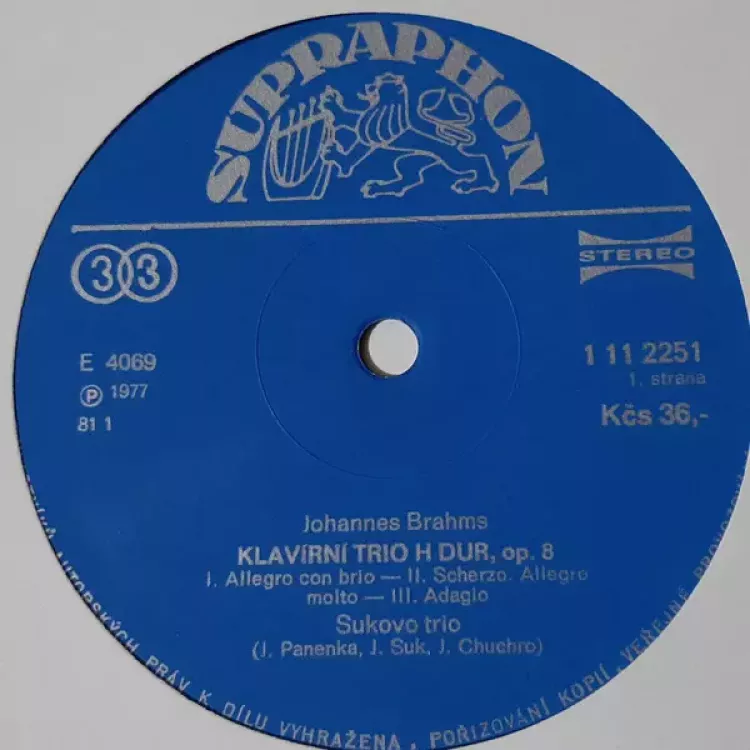 SUPRAPHON
33
STEREO
E 4069
1 11 2251
℗ 1977
1. strana
81 1
Kčs 36,-
Johannes Brahms
KLAVÍRNÍ TRIO H DUR, op. 8
I. Allegro con brio — II. Scherzo. Allegro
molto — III. Adagio
Sukovo trio
(J. Panenka, J. Suk, J. Chuchro)
AUTORSKÝCH PRÁV K DÍLU VYHRAŽENA, POŘIZOVÁNÍ KOPIÍ, VEŘEJNÉ